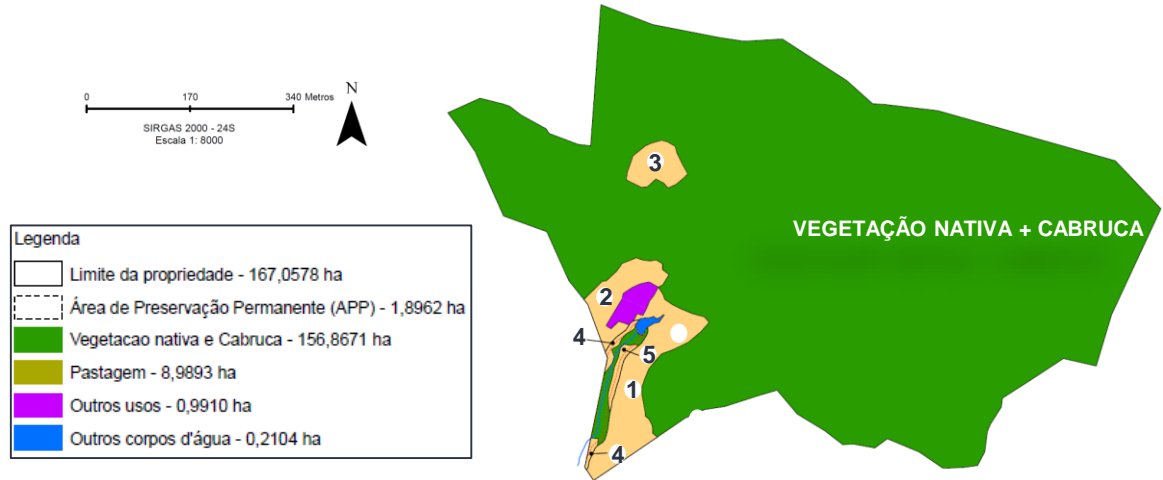 0 170 340 Metros
N
SIRGAS 2000 - 24S
Escala 1: 8000
3
VEGETAÇÃO NATIVA + CABRUCA
2
4
5
1
4
Legenda
Limite da propriedade - 167,0578 ha
Área de Preservação Permanente (APP) - 1,8962 ha
Vegetacao nativa e Cabruca - 156,8671 ha
Pastagem - 8,9893 ha
Outros usos - 0,9910 ha
Outros corpos d'água - 0,2104 ha